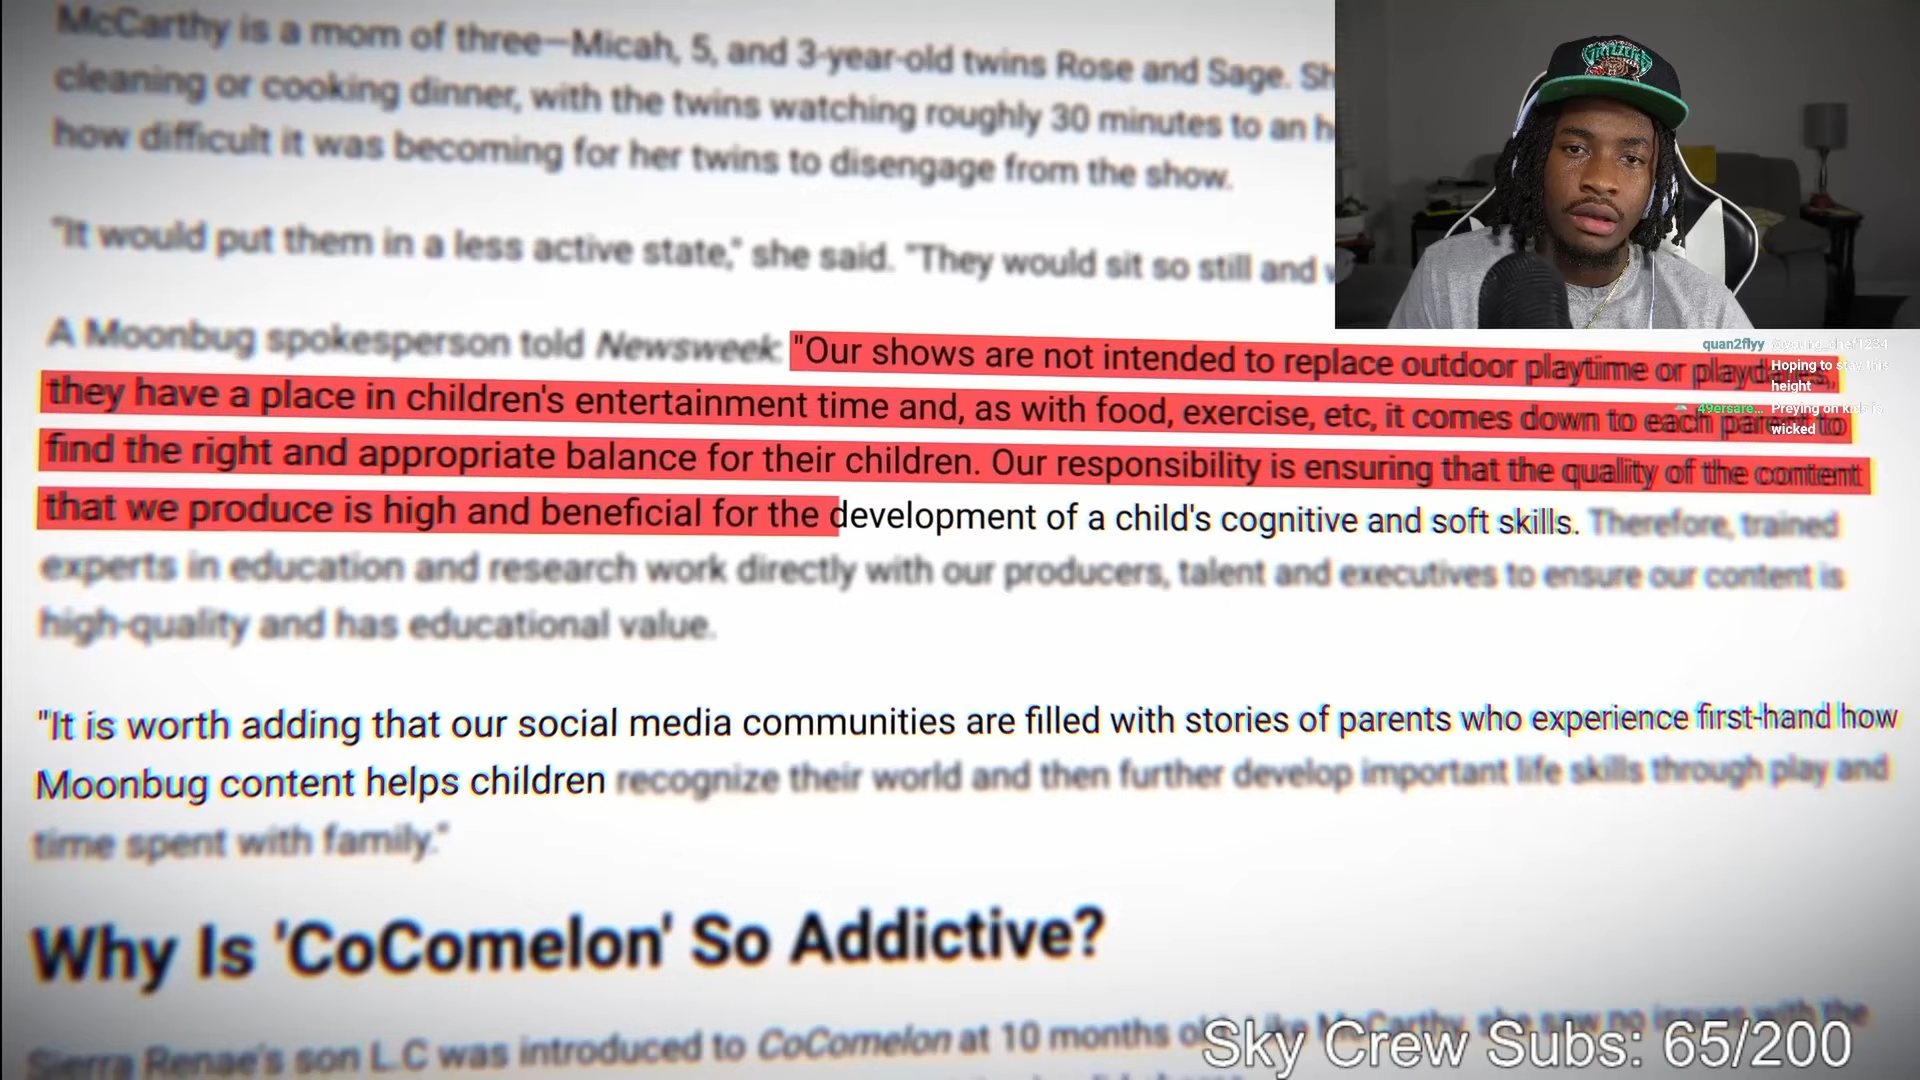 McCarthy is a mom of three—Micah, 5, and 3-year-old twins Rose and Sage. Sh
cleaning or cooking dinner, with the twins watching roughly 30 minutes to an h
how difficult it was becoming for her twins to disengage from the show.
"It would put them in a less active state," she said. "They would sit so still and
A Moonbug spokesperson told Newsweek: "Our shows are not intended to replace outdoor playtime or playdates,
they have a place in children's entertainment time and, as with food, exercise, etc, it comes down to each parent to
find the right and appropriate balance for their children. Our responsibility is ensuring that the quality of the content
that we produce is high and beneficial for the development of a child's cognitive and soft skills. Therefore, trained
experts in education and research work directly with our producers, talent and executives to ensure our content is
high-quality and has educational value.
"It is worth adding that our social media communities are filled with stories of parents who experience first-hand how
Moonbug content helps children recognize their world and then further develop important life skills through play and
time spent with family."
Why Is 'CoComelon' So Addictive?
Sierra Renae's son L.C was introduced to CoComelon at 10 months
GRIZZLIES
quan2flyy
Hoping to stay this
height
49ersare... Preying on kids is
wicked
Sky Crew Subs: 65/200